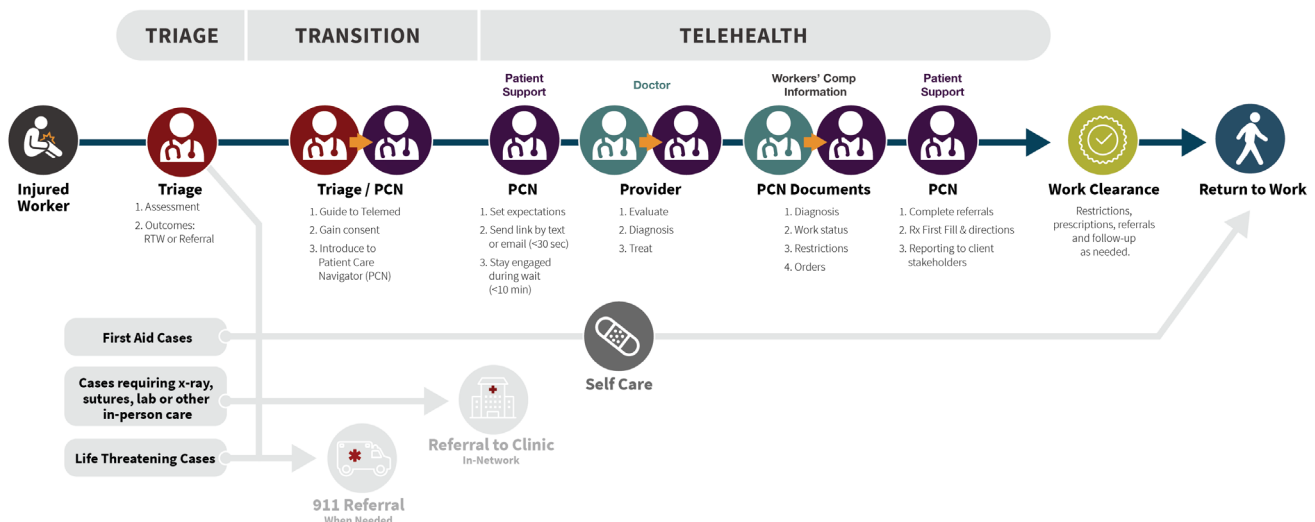 TRIAGE
TRANSITION
TELEHEALTH
Patient
Support
Doctor
Workers' Comp
Information
Patient
Support
Injured
Worker
Triage
1. Assessment
2. Outcomes:
RTW or Referral
Triage / PCN
1. Guide to Telemed
2. Gain consent
3. Introduce to
Patient Care
Navigator (PCN)
PCN
1. Set expectations
2. Send link by text
or email (<30 sec)
3. Stay engaged
during wait
(<10 min)
Provider
1. Evaluate
2. Diagnosis
3. Treat
PCN Documents
1. Diagnosis
2. Work status
3. Restrictions
4. Orders
PCN
1. Complete referrals
2. Rx First Fill & directions
3. Reporting to client
stakeholders
Work Clearance
Restrictions,
prescriptions, referrals
and follow-up
as needed.
Return to Work
First Aid Cases
Self Care
Cases requiring x-ray,
sutures, lab or other
in-person care
Referral to Clinic
In-Network
Life Threatening Cases
911 Referral
When Needed